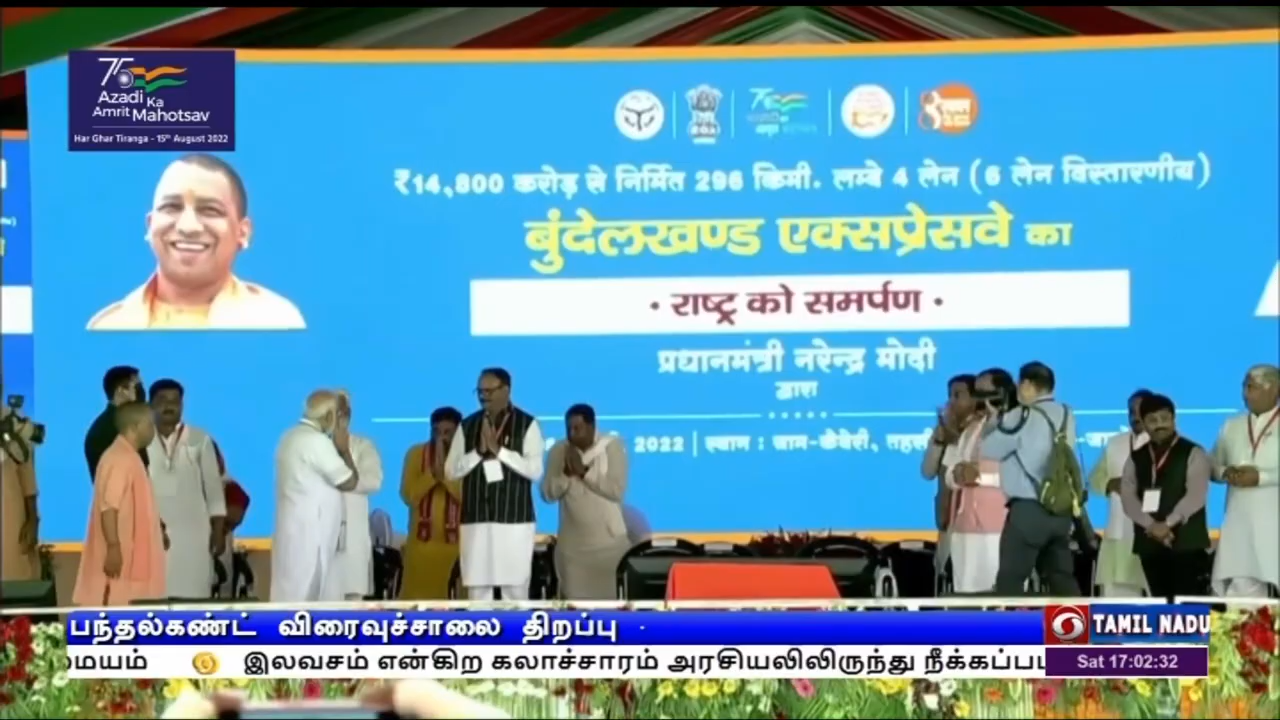 75
Azadi Ka
Amrit Mahotsav
Har Ghar Tiranga - 15th August 2022
₹14,800 करोड़ से निर्मित 296 किमी. लम्बे 4 लेन (6 लेन विस्तारणीय)
बुंदेलखण्ड एक्सप्रेसवे का
• राष्ट्र को समर्पण •
प्रधानमंत्री नरेन्द्र मोदी
द्वारा
2022 | स्थान :
பந்தல்கண்ட் விரைவுச்சாலை திறப்பு
TAMIL NADU
மையம் இலவசம் என்கிற கலாச்சாரம் அரசியலிலிருந்து நீக்கப்பட
Sat 17:02:32